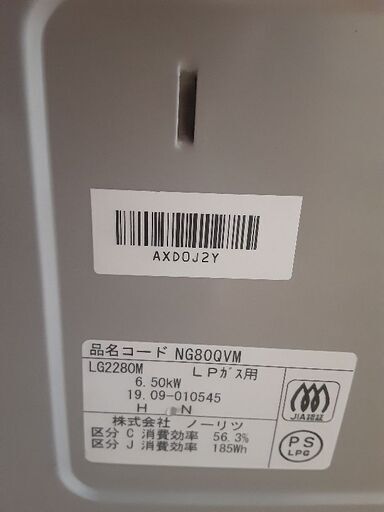 AXD0J2Y
品名コード NG80QVM
LG2280M LPガス用
6.50kW
19.09-010545
H N
株式会社 ノーリツ
区分 C 消費効率 56.3%
区分 J 消費効率 185Wh
JIA認証
PS
LPG